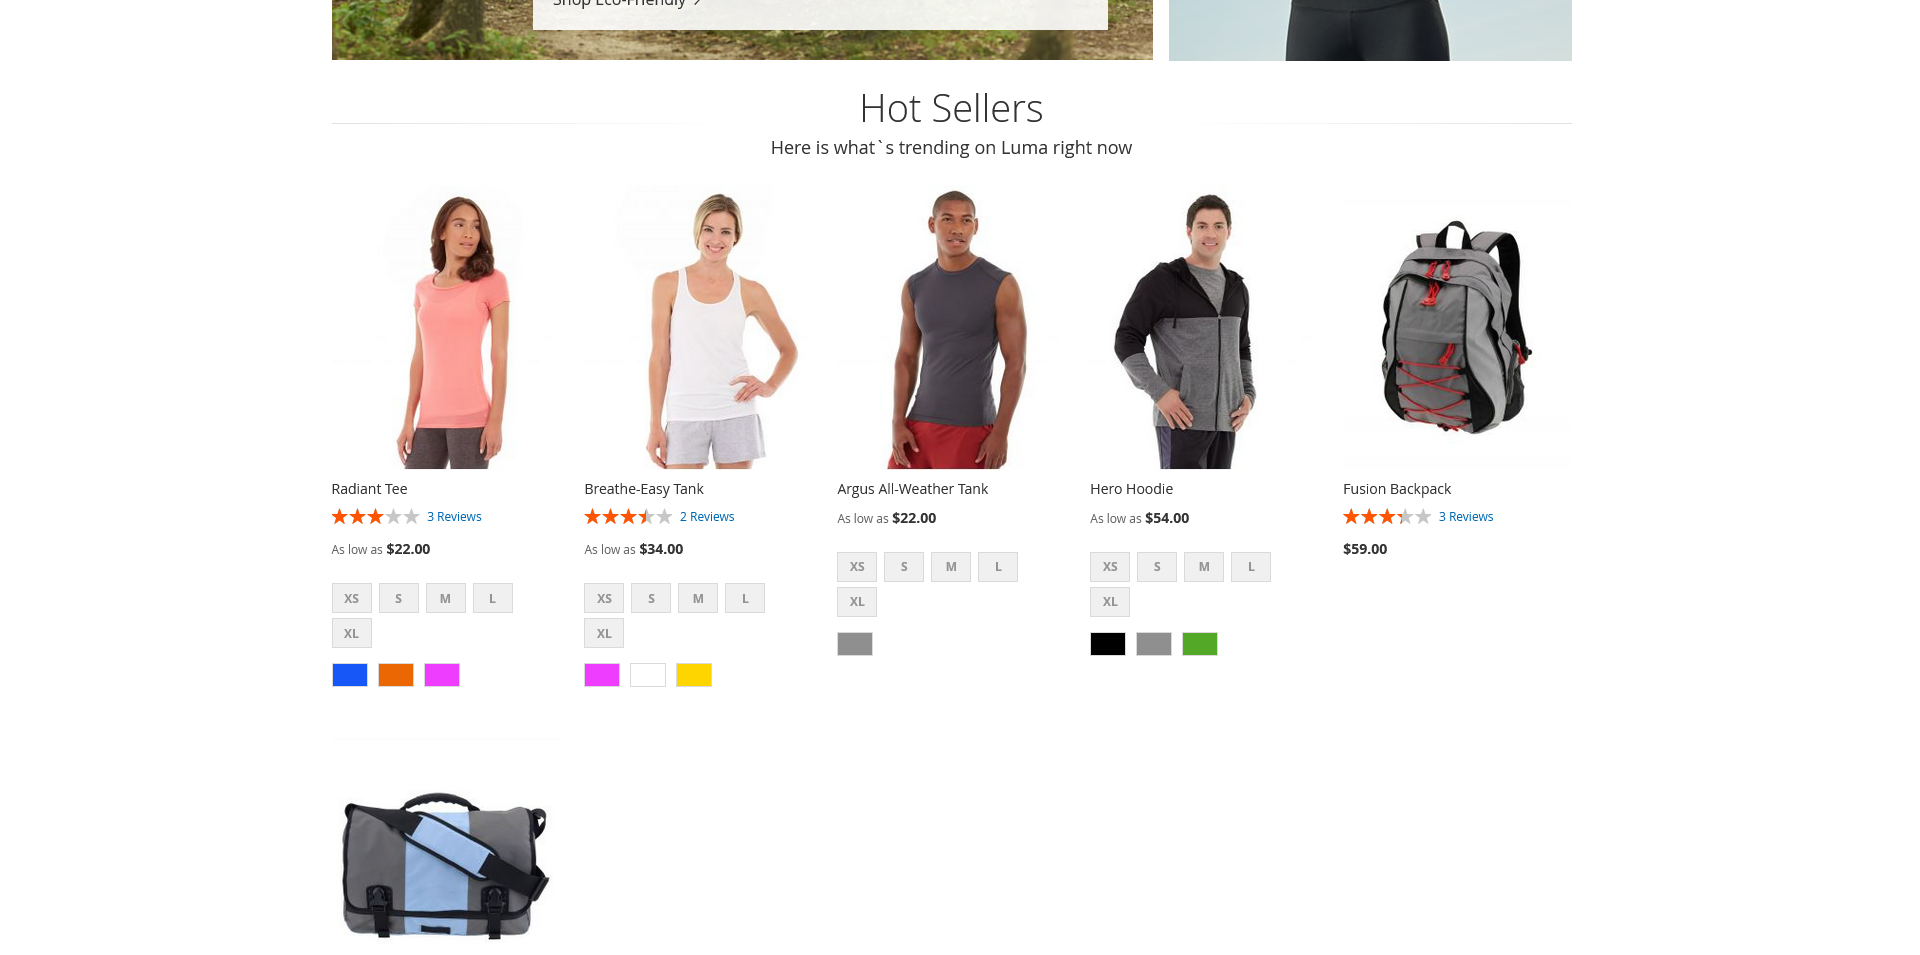 Shop Eco-Friendly
Hot Sellers
Here is what`s trending on Luma right now
Radiant Tee
3 Reviews
As low as $22.00
XS S M L
XL
Breathe-Easy Tank
2 Reviews
As low as $34.00
XS S M L
XL
Argus All-Weather Tank
As low as $22.00
XS S M L
XL
Hero Hoodie
As low as $54.00
XS S M L
XL
Fusion Backpack
3 Reviews
$59.00